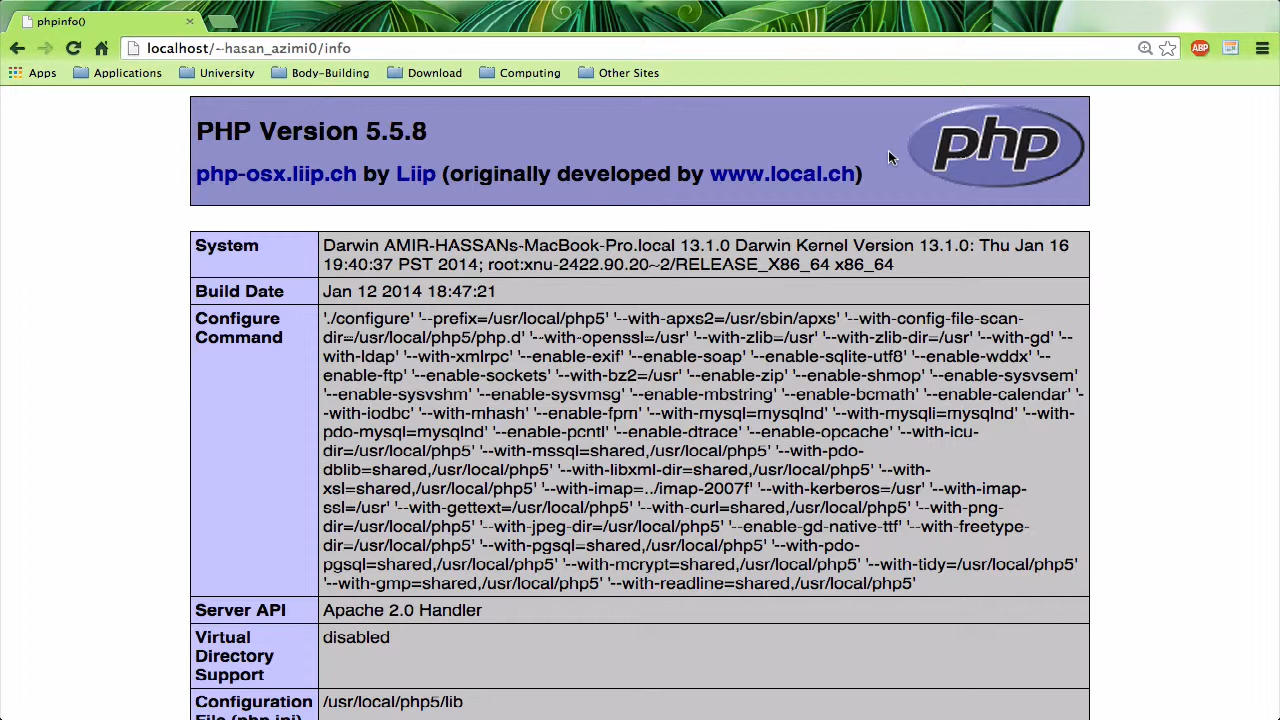 phpinfo()
localhost/~hasan_azimi0/info
ABP
Apps Applications University Body-Building Download Computing Other Sites
PHP Version 5.5.8
php
php-osx.liip.ch by Liip (originally developed by www.local.ch)
System Darwin AMIR-HASSANs-MacBook-Pro.local 13.1.0 Darwin Kernel Version 13.1.0: Thu Jan 16
19:40:37 PST 2014; root:xnu-2422.90.20~2/RELEASE_X86_64 x86_64
Build Date Jan 12 2014 18:47:21
Configure './configure' '--prefix=/usr/local/php5' '--with-apxs2=/usr/sbin/apxs' '--with-config-file-scan-
Command dir=/usr/local/php5/php.d' '--with-openssl=/usr' '--with-zlib=/usr' '--with-zlib-dir=/usr' '--with-gd' '--
with-ldap' '--with-xmlrpc' '--enable-exif' '--enable-soap' '--enable-sqlite-utf8' '--enable-wddx' '--
enable-ftp' '--enable-sockets' '--with-bz2=/usr' '--enable-zip' '--enable-shmop' '--enable-sysvsem'
'--enable-sysvshm' '--enable-sysvmsg' '--enable-mbstring' '--enable-bcmath' '--enable-calendar' '-
-with-iodbc' '--with-mhash' '--enable-fpm' '--with-mysql=mysqlnd' '--with-mysqli=mysqlnd' '--with-
pdo-mysql=mysqlnd' '--enable-pcntl' '--enable-dtrace' '--enable-opcache' '--with-icu-
dir=/usr/local/php5' '--with-mssql=shared,/usr/local/php5' '--with-pdo-
dblib=shared,/usr/local/php5' '--with-libxml-dir=shared,/usr/local/php5' '--with-
xsl=shared,/usr/local/php5' '--with-imap=../imap-2007f' '--with-kerberos=/usr' '--with-imap-
ssl=/usr' '--with-gettext=/usr/local/php5' '--with-curl=shared,/usr/local/php5' '--with-png-
dir=/usr/local/php5' '--with-jpeg-dir=/usr/local/php5' '--enable-gd-native-ttf' '--with-freetype-
dir=/usr/local/php5' '--with-pgsql=shared,/usr/local/php5' '--with-pdo-
pgsql=shared,/usr/local/php5' '--with-mcrypt=shared,/usr/local/php5' '--with-tidy=/usr/local/php5'
'--with-gmp=shared,/usr/local/php5' '--with-readline=shared,/usr/local/php5'
Server API Apache 2.0 Handler
Virtual disabled
Directory
Support
Configuration /usr/local/php5/lib
File (php.ini)